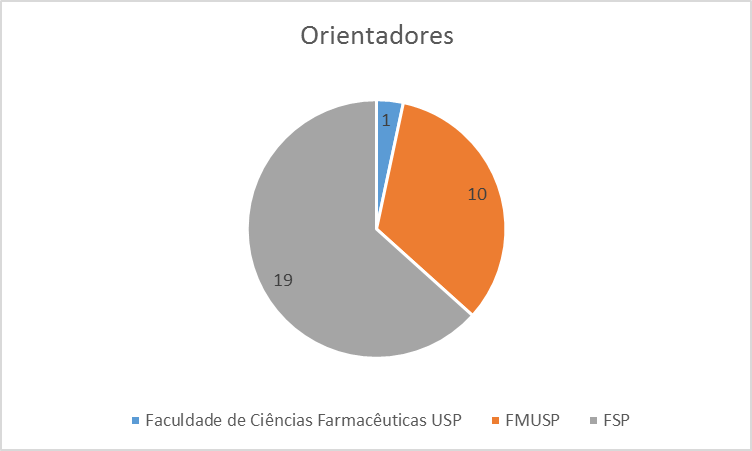 Orientadores
1
10
19
Faculdade de Ciências Farmacêuticas USP FMUSP FSP